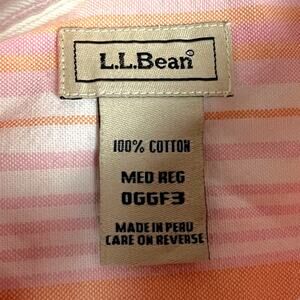 L.L.Bean®
100% COTTON
MED REG
0GGF3
MADE IN PERU
CARE ON REVERSE